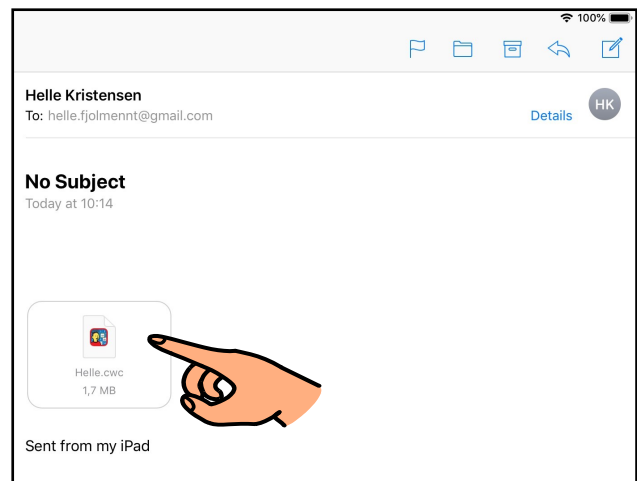 100%
Helle Kristensen
To: helle.fjolmennt@gmail.com
Details
HK
No Subject
Today at 10:14
Helle.cwc
1,7 MB
Sent from my iPad